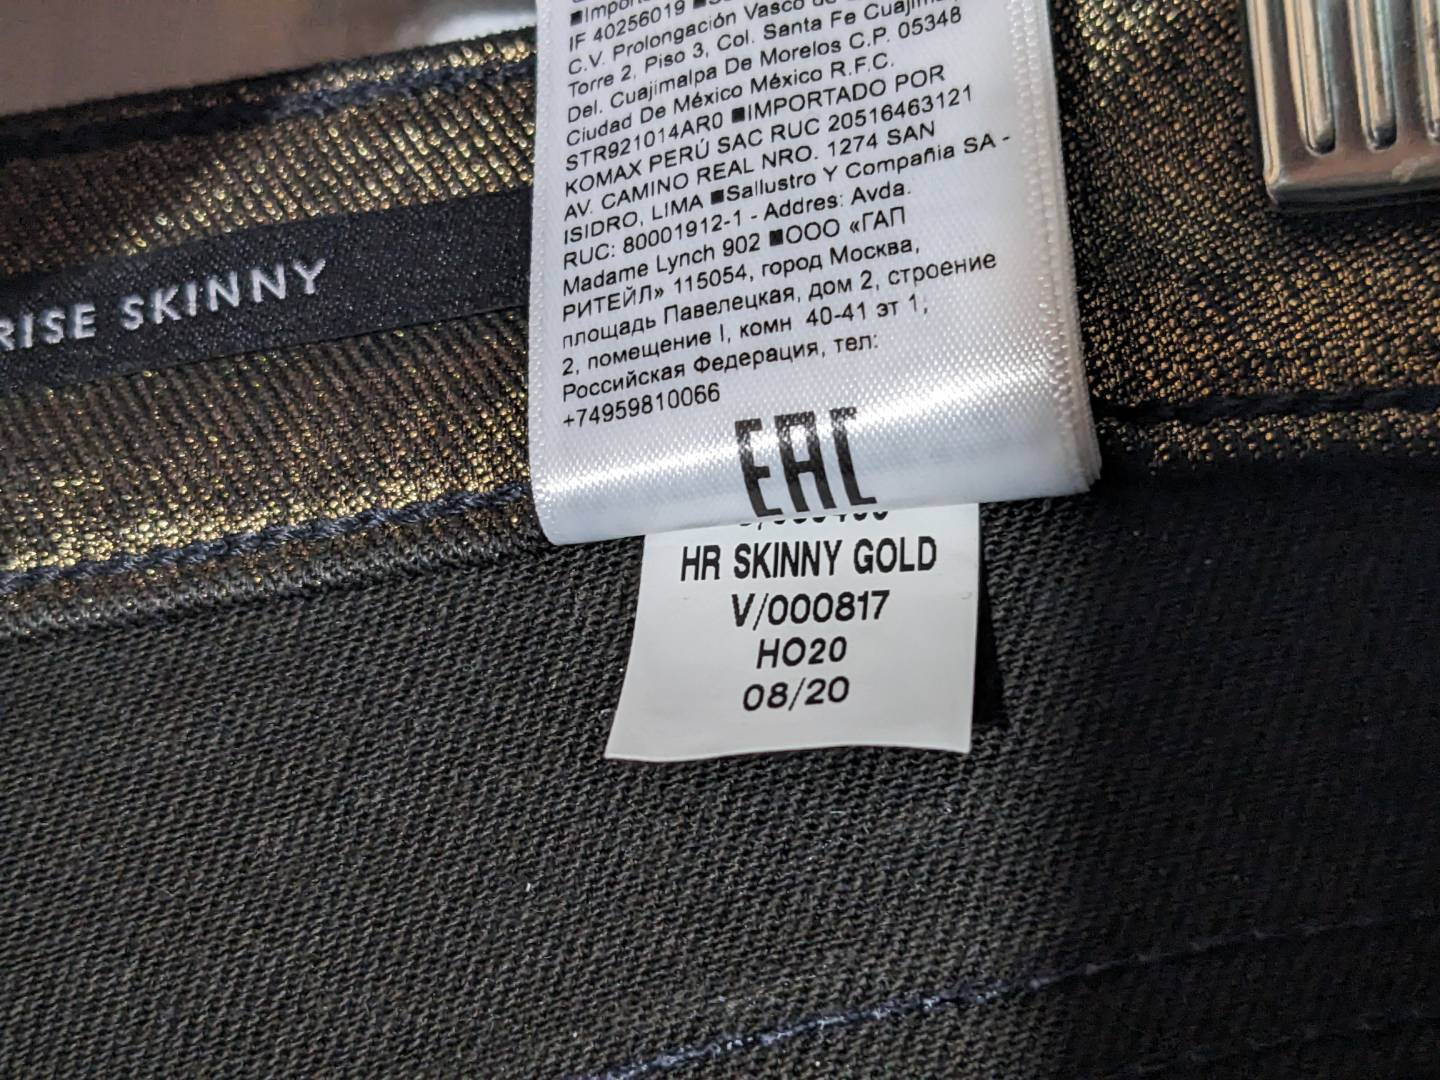 IF 40256019
C.V. Prolongación Vasco de
Torre 2, Piso 3, Col. Santa Fe
Del. Cuajimalpa De Morelos C.P. 05348
Ciudad De México México R.F.C.
STR921014AR0 ■IMPORTADO POR
KOMAX PERÚ SAC RUC 20516463121
AV. CAMINO REAL NRO. 1274 SAN
ISIDRO, LIMA ■Sallustro Y Compañia SA -
RUC: 80001912-1 - Addres: Avda.
Madame Lynch 902 ■ООО «ГАП
РИТЕЙЛ» 115054, город Москва,
площадь Павелецкая, дом 2, строение
2, помещение I, комн 40-41 эт 1;
Российская Федерация, тел:
+74959810066
EAC
RISE SKINNY
HR SKINNY GOLD
V/000817
HO20
08/20